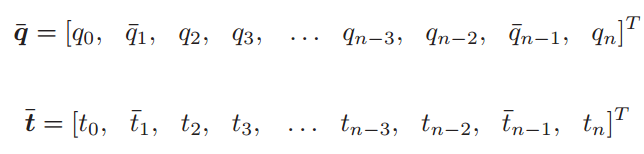 q̄ = [q₀, q̄₁, q₂, q₃, … qₙ₋₃, qₙ₋₂, q̄ₙ₋₁, qₙ]ᵀ
t̄ = [t₀, t̄₁, t₂, t₃, … tₙ₋₃, tₙ₋₂, t̄ₙ₋₁, tₙ]ᵀ